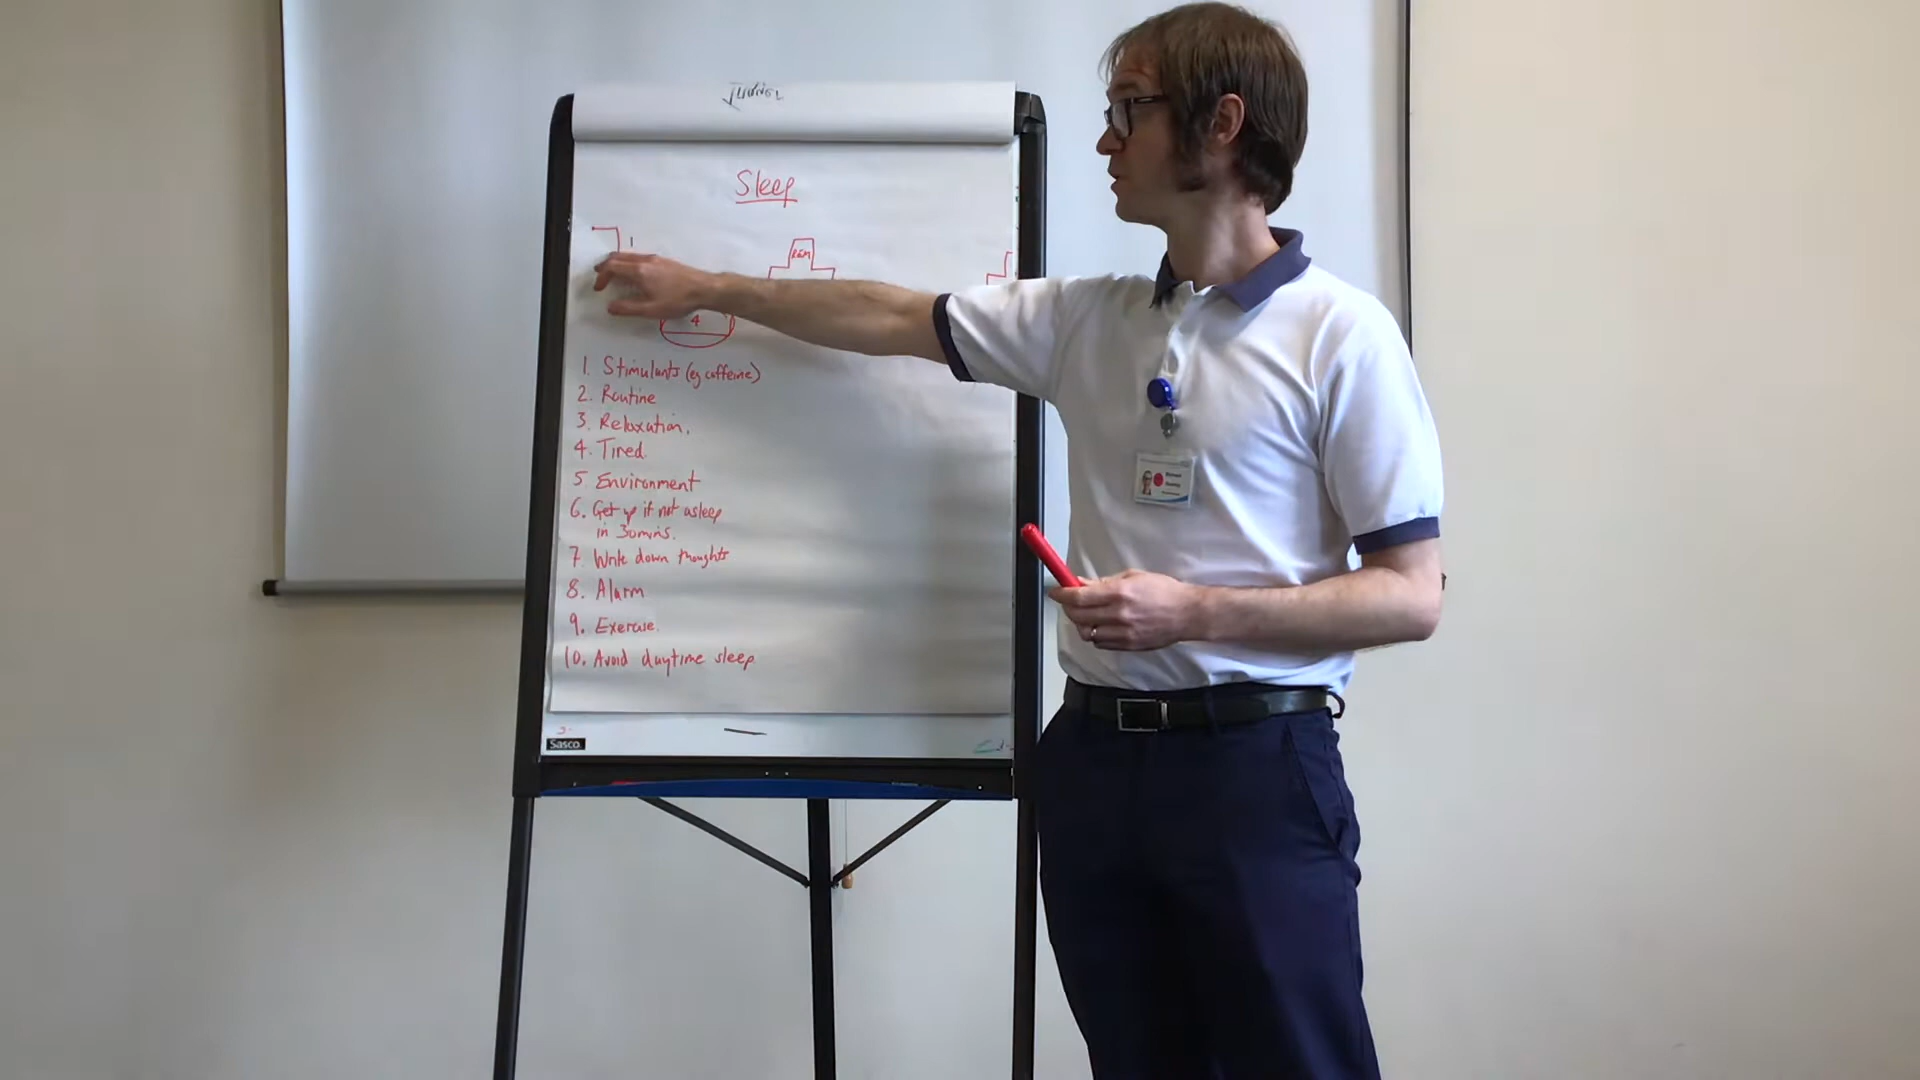 Sleep
1
REM
4
1. Stimulants (eg caffeine)
2. Routine
3. Relaxation.
4. Tired.
5 Environment
6. Get up if not asleep
in 30mins.
7. Write down thoughts
8. Alarm
9. Exercise.
10. Avoid daytime sleep
Sasco.